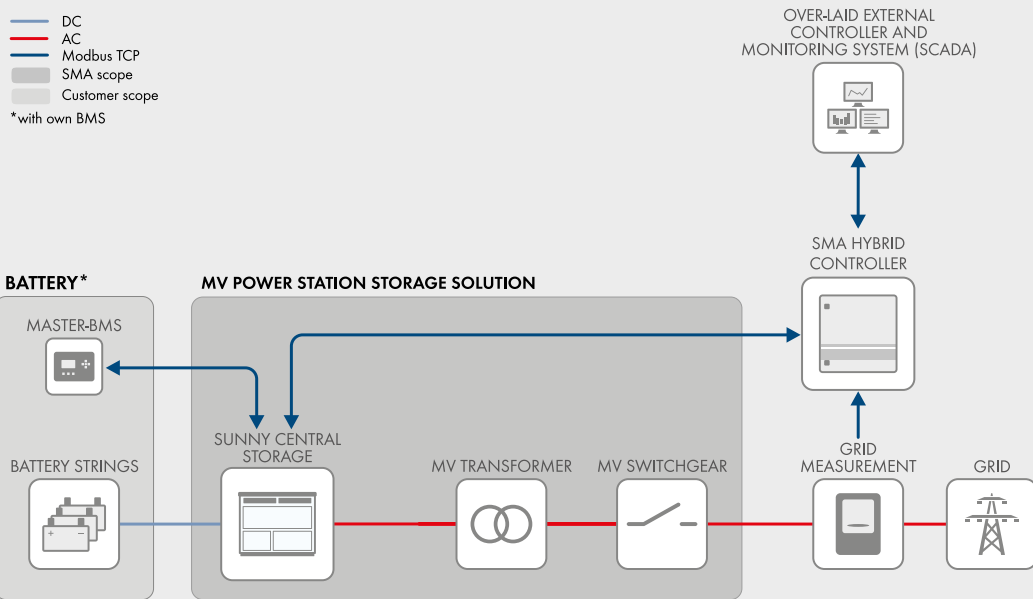 DC
AC
Modbus TCP
SMA scope
Customer scope
*with own BMS
OVER-LAID EXTERNAL
CONTROLLER AND
MONITORING SYSTEM (SCADA)
SMA HYBRID
CONTROLLER
BATTERY*
MV POWER STATION STORAGE SOLUTION
MASTER-BMS
SUNNY CENTRAL
STORAGE
BATTERY STRINGS
MV TRANSFORMER
MV SWITCHGEAR
GRID
MEASUREMENT
GRID